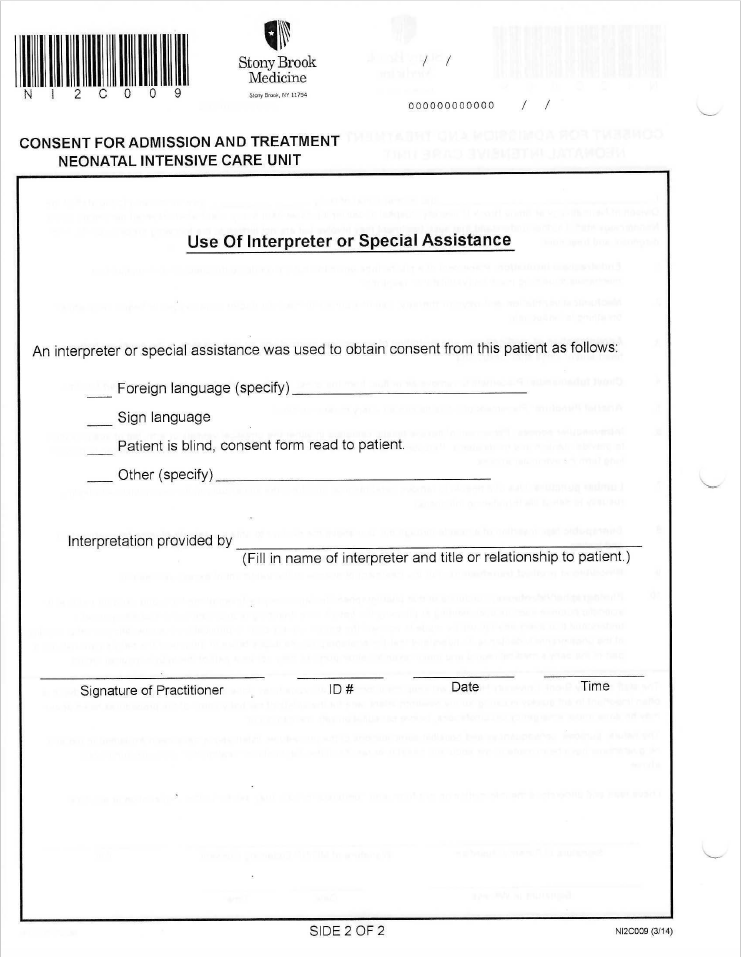 N I 2 C 0 0 9
Stony Brook
Medicine
Stony Brook, NY 11794
/ /
000000000000 / /
CONSENT FOR ADMISSION AND TREATMENT
NEONATAL INTENSIVE CARE UNIT
Use Of Interpreter or Special Assistance
An interpreter or special assistance was used to obtain consent from this patient as follows:
___ Foreign language (specify)___
___ Sign language
___ Patient is blind, consent form read to patient.
___ Other (specify)___
Interpretation provided by ___
(Fill in name of interpreter and title or relationship to patient.)
Signature of Practitioner ID # Date Time
SIDE 2 OF 2
NI2C009 (3/14)